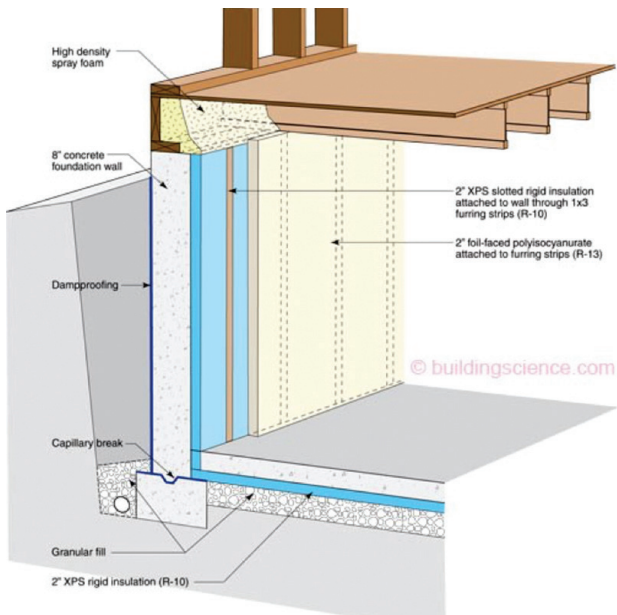 High density
spray foam
8" concrete
foundation wall
2" XPS slotted rigid insulation
attached to wall through 1x3
furring strips (R-10)
2" foil-faced polyisocyanurate
attached to furring strips (R-13)
Dampproofing
© buildingscience.com
Capillary break
Granular fill
2" XPS rigid insulation (R-10)